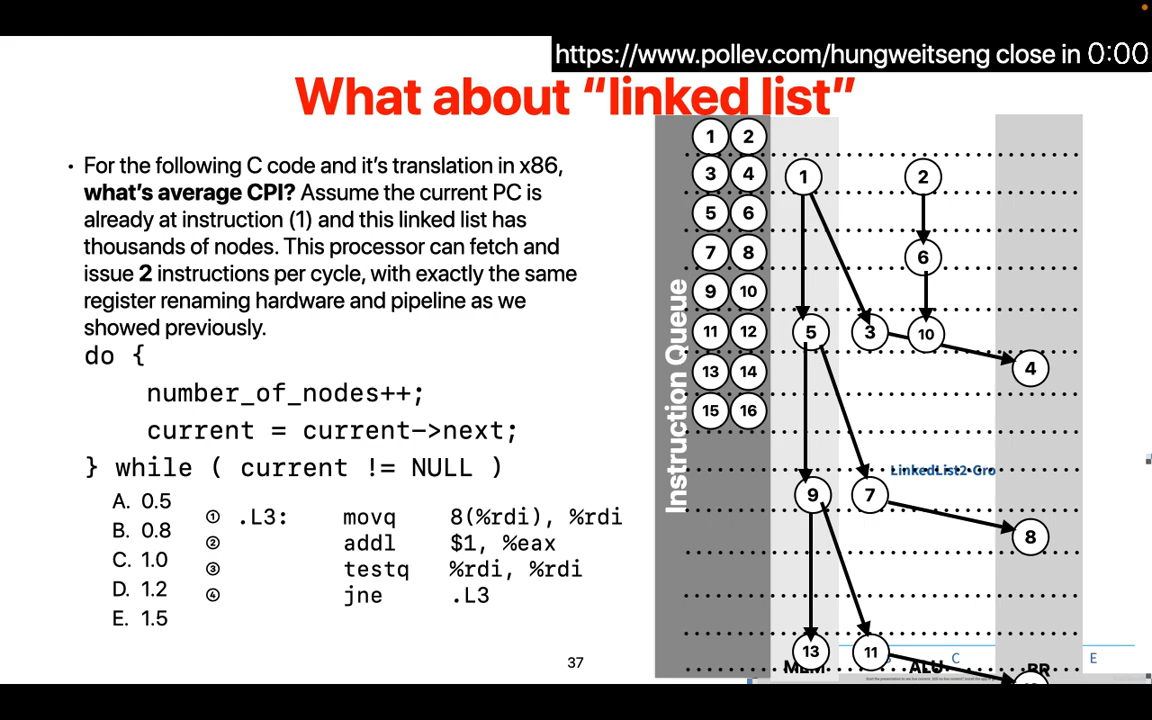 https://www.pollev.com/hungweitseng close in 0:00
What about “linked list”
• For the following C code and it’s translation in x86,
what’s average CPI? Assume the current PC is
already at instruction (1) and this linked list has
thousands of nodes. This processor can fetch and
issue 2 instructions per cycle, with exactly the same
register renaming hardware and pipeline as we
showed previously.
do {
number_of_nodes++;
current = current->next;
} while ( current != NULL )
A. 0.5
B. 0.8
C. 1.0
D. 1.2
E. 1.5
① .L3: movq 8(%rdi), %rdi
② addl $1, %eax
③ testq %rdi, %rdi
④ jne .L3
37
Instruction Queue
1 2
3 4
5 6
7 8
9 10
11 12
13 14
15 16
1 2
6
5 3 10
4
LinkedList2-Gro
9 7
8
13 11
C E
MEM ALU BR